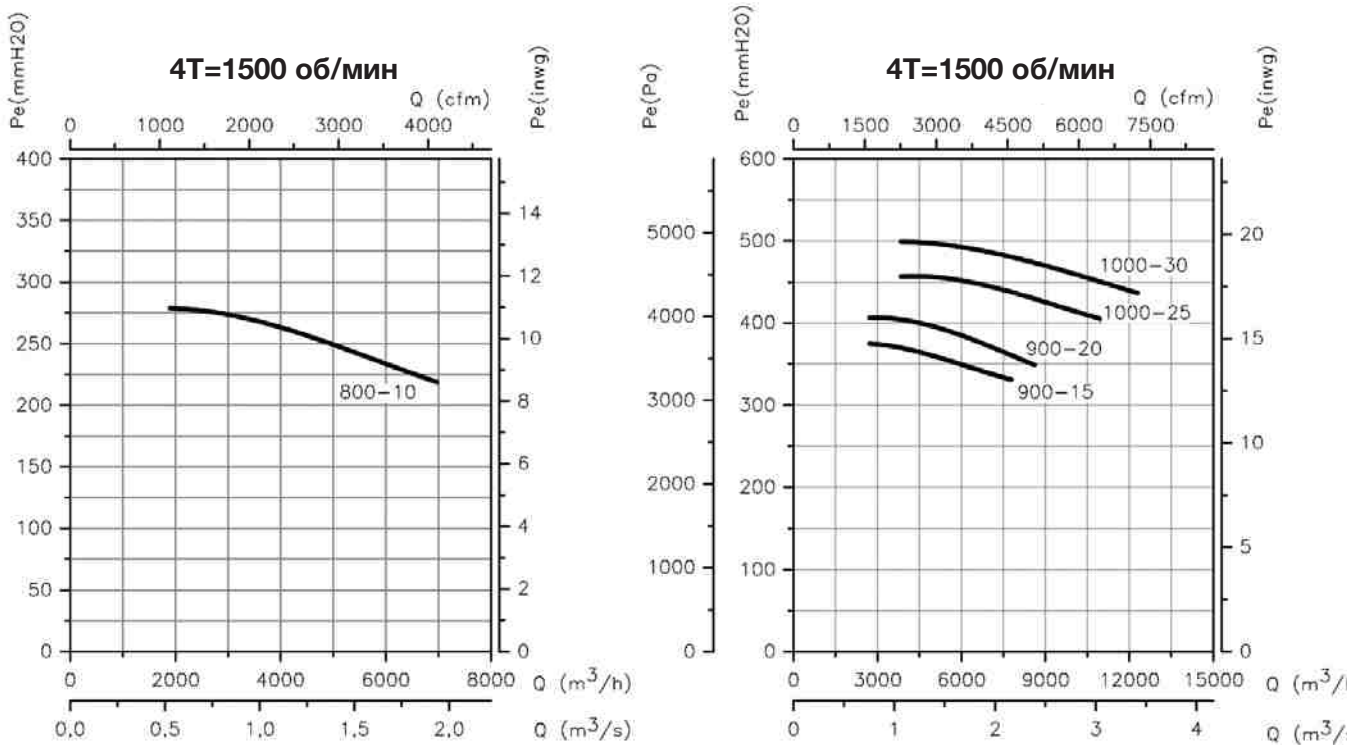 4T=1500 об/мин
Pe(mmH2O)
Q (cfm)
Pe(inwg)
0 1000 2000 3000 4000
400
350
300
250
200
150
100
50
0
14
12
10
8
6
4
2
0
800-10
0 2000 4000 6000 8000 Q (m³/h)
0.0 0.5 1.0 1.5 2.0 Q (m³/s)
Pe(Pa)
5000
4000
3000
2000
1000
0
4T=1500 об/мин
Pe(mmH2O)
Q (cfm)
Pe(inwg)
0 1500 3000 4500 6000 7500
600
500
400
300
200
100
0
20
15
10
5
0
1000-30
1000-25
900-20
900-15
0 3000 6000 9000 12000 15000 Q (m³/
0 1 2 3 4 Q (m³/